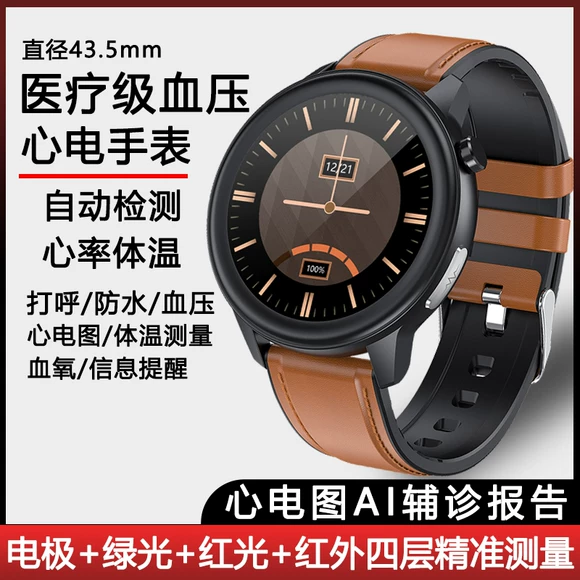 直径43.5mm
医疗级血压
心电手表
自动检测
心率体温
打呼/防水/血压
心电图/体温测量
血氧/信息提醒
12/21
100%
心电图AI辅诊报告
电极+绿光+红光+红外四层精准测量